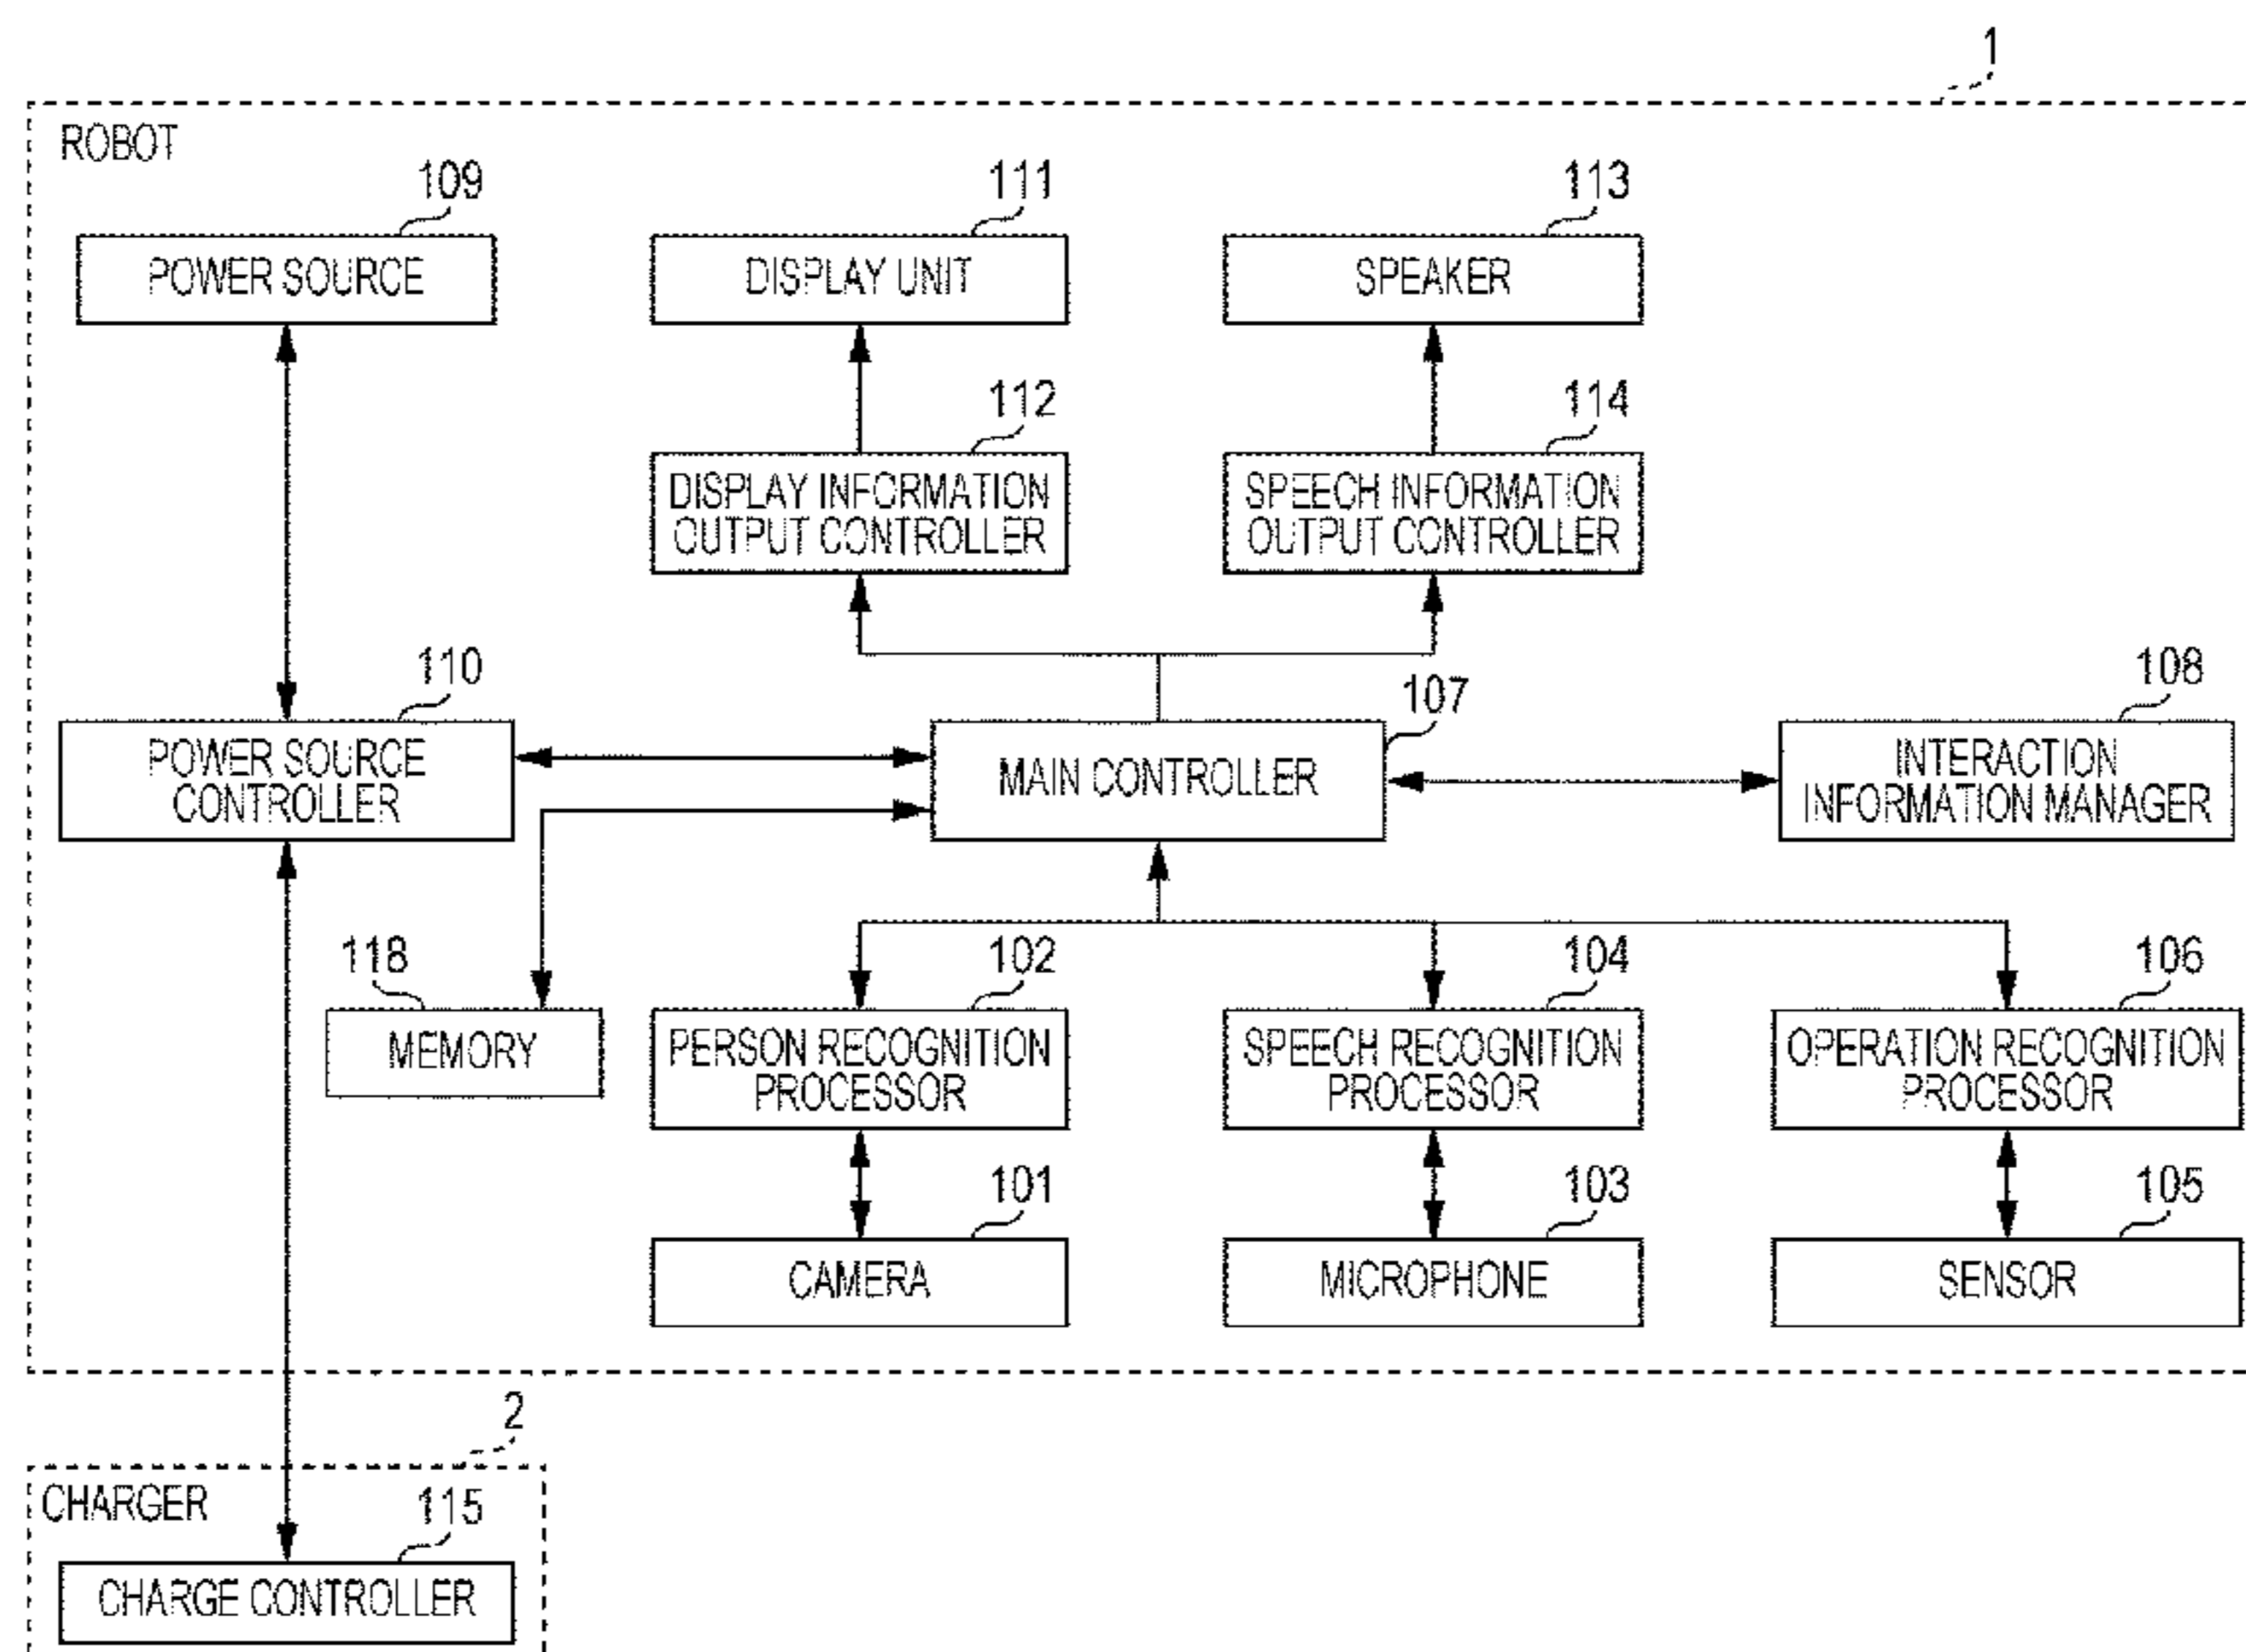 1
ROBOT
109
111
113
POWER SOURCE
DISPLAY UNIT
SPEAKER
112
114
DISPLAY INFORMATION
OUTPUT CONTROLLER
SPEECH INFORMATION
OUTPUT CONTROLLER
110
107
108
POWER SOURCE
CONTROLLER
MAIN CONTROLLER
INTERACTION
INFORMATION MANAGER
118
102
104
106
MEMORY
PERSON RECOGNITION
PROCESSOR
SPEECH RECOGNITION
PROCESSOR
OPERATION RECOGNITION
PROCESSOR
101
103
105
CAMERA
MICROPHONE
SENSOR
2
CHARGER
115
CHARGE CONTROLLER